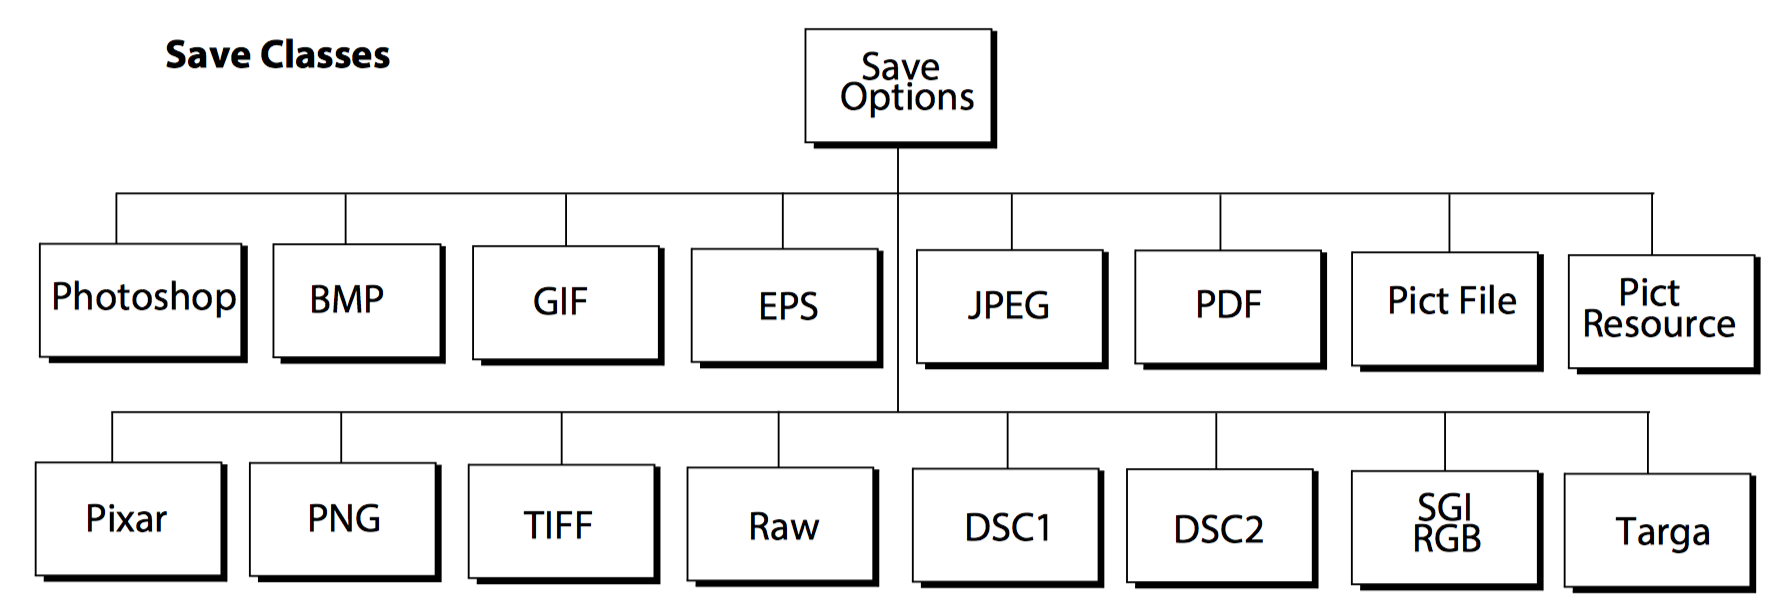 Save Classes
Save
Options
Photoshop
BMP
GIF
EPS
JPEG
PDF
Pict File
Pict
Resource
Pixar
PNG
TIFF
Raw
DSC1
DSC2
SGI
RGB
Targa